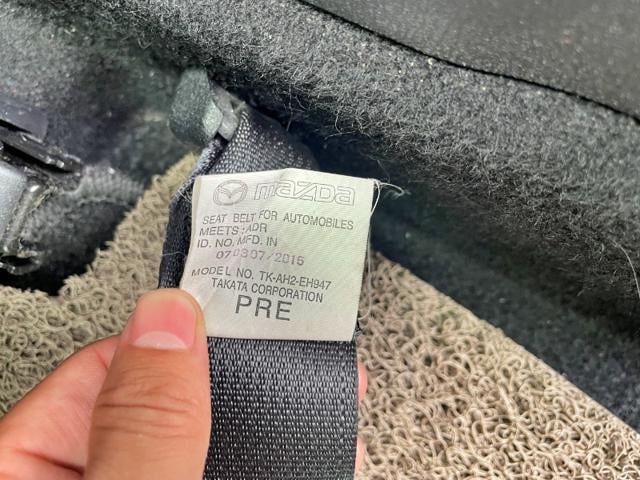 mazda
SEAT BELT FOR AUTOMOBILES
MEETS:ADR
ID. NO. MFD. IN
070307/2015
MODEL NO. TK-AH2-EH947
TAKATA CORPORATION
PRE